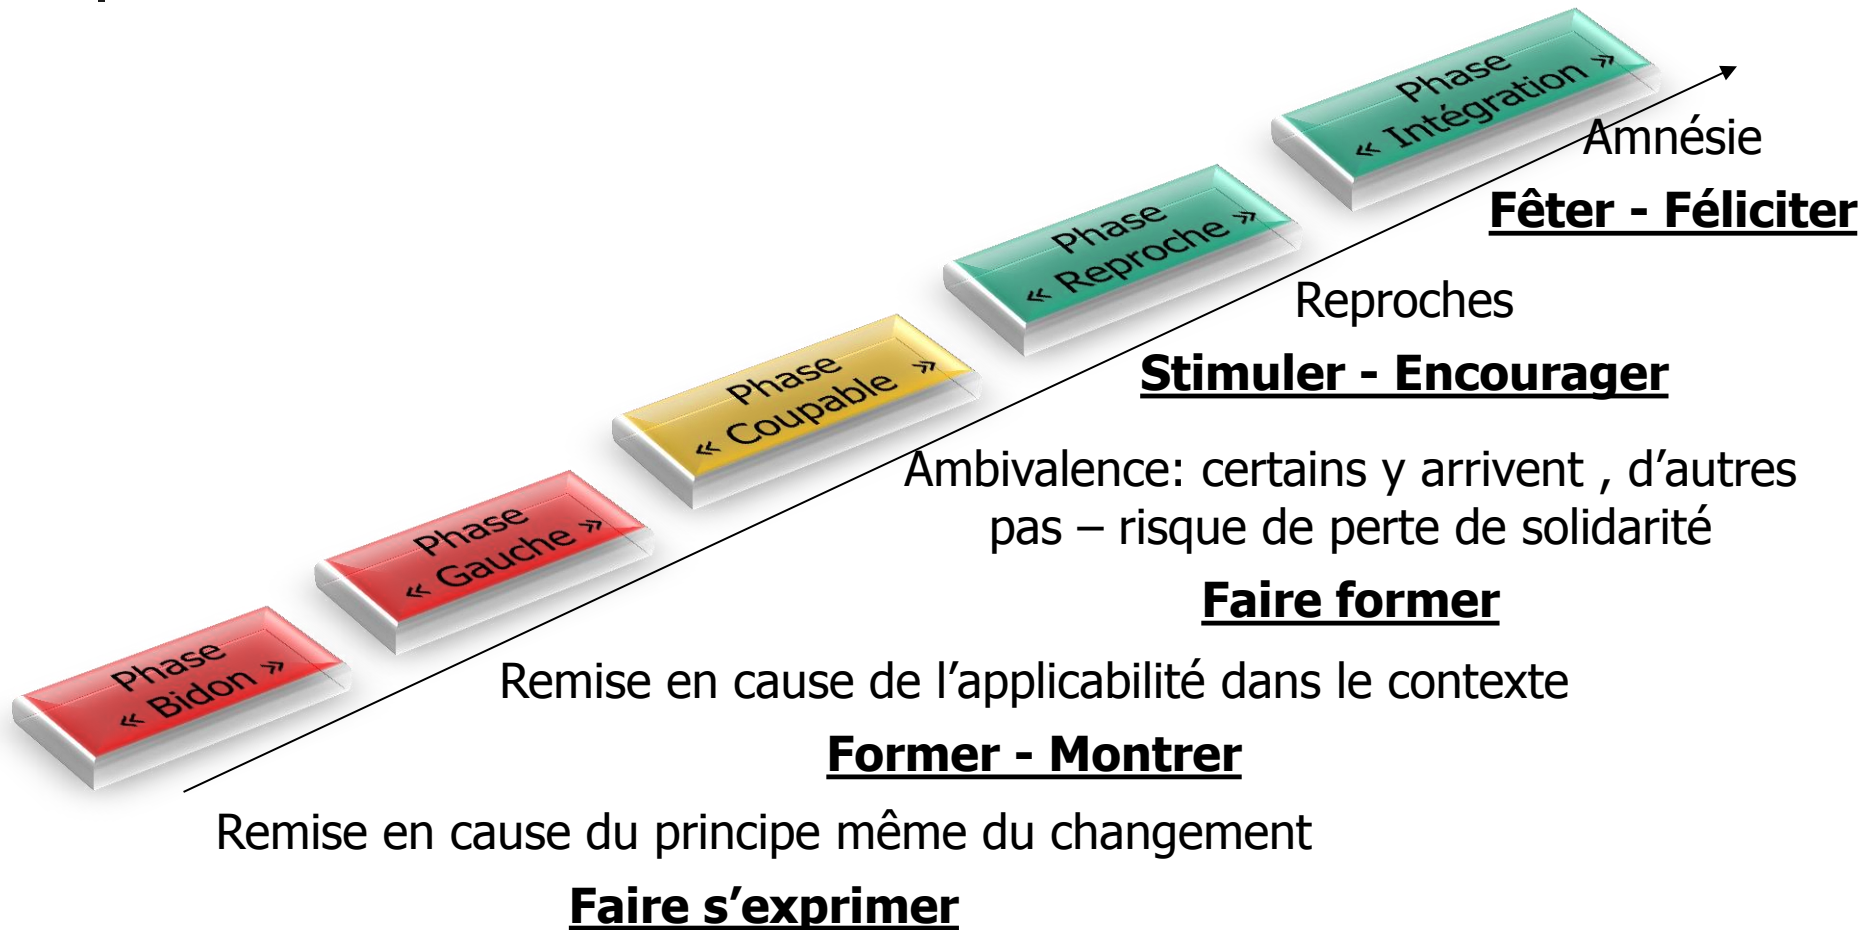 Phase
« Intégration »
Amnésie
Fêter - Féliciter
Phase
« Reproche »
Reproches
Stimuler - Encourager
Phase
« Coupable »
Ambivalence: certains y arrivent , d’autres
pas – risque de perte de solidarité
Faire former
Phase
« Gauche »
Remise en cause de l’applicabilité dans le contexte
Former - Montrer
Phase
« Bidon »
Remise en cause du principe même du changement
Faire s’exprimer